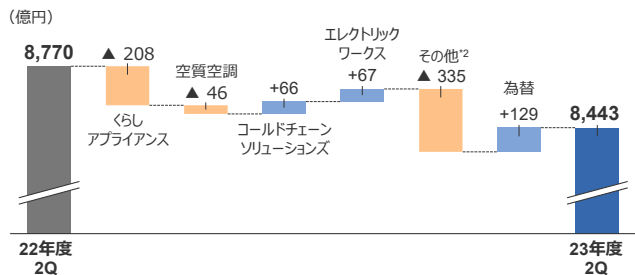 （億円）
8,770
▲ 208
くらし
アプライアンス
空質空調
▲ 46
+66
コールドチェーン
ソリューションズ
エレクトリック
ワークス
+67
その他*2
▲ 335
為替
+129
8,443
22年度
2Q
23年度
2Q